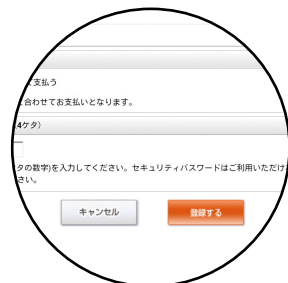 て支払う
と合わせてお支払いとなります。
4ケタ）
タの数字)を入力してください。セキュリティパスワードはご利用いただけ
さい。
キャンセル 登録する